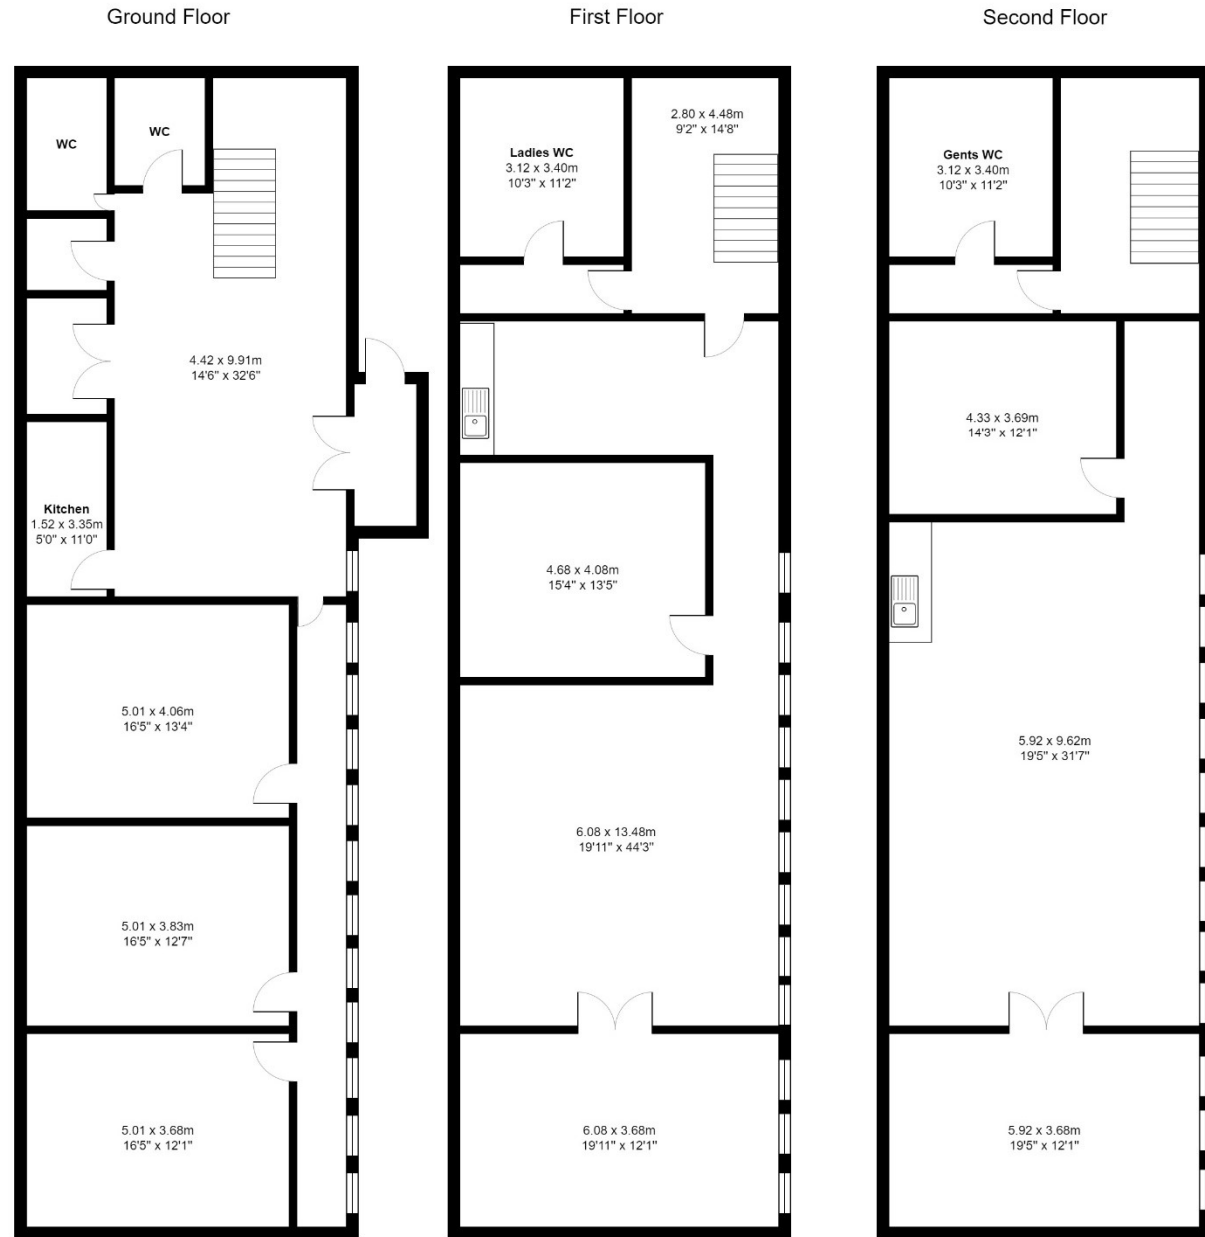 Ground Floor
WC
WC
4.42 x 9.91m
14'6" x 32'6"
Kitchen
1.52 x 3.35m
5'0" x 11'0"
5.01 x 4.06m
16'5" x 13'4"
5.01 x 3.83m
16'5" x 12'7"
5.01 x 3.68m
16'5" x 12'1"
First Floor
Ladies WC
3.12 x 3.40m
10'3" x 11'2"
2.80 x 4.48m
9'2" x 14'8"
4.68 x 4.08m
15'4" x 13'5"
6.08 x 13.48m
19'11" x 44'3"
6.08 x 3.68m
19'11" x 12'1"
Second Floor
Gents WC
3.12 x 3.40m
10'3" x 11'2"
4.33 x 3.69m
14'3" x 12'1"
5.92 x 9.62m
19'5" x 31'7"
5.92 x 3.68m
19'5" x 12'1"